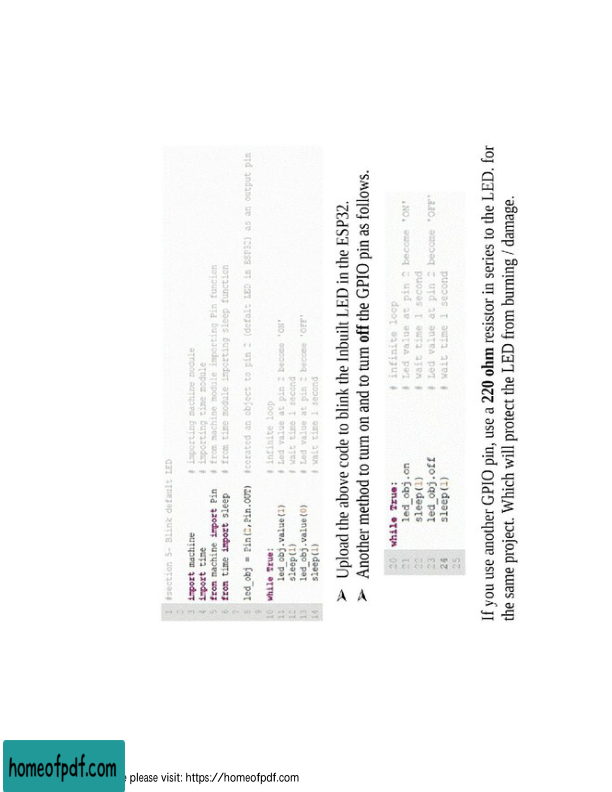 1 #section 5- Blink default LED
2
3 import machine # importing machine module
4 import time # importing time module
5 from machine import Pin # from machine module importing Pin funcion
6 from time import sleep # from time module importing sleep function
7
8 led_obj = Pin(2,Pin.OUT) #cerated an object to pin 2 (defalt LED in ESP32) as an output pin
9
10 while True: # infinite loop
11 led_obj.value(1) # Led value at pin 2 become 'ON'
12 sleep(1) # wait time 1 second
13 led_obj.value(0) # Led value at pin 2 become 'OFF'
14 sleep(1) # wait time 1 second
➢ Upload the above code to blink the Inbuilt LED in the ESP32.
➢ Another method to turn on and to turn off the GPIO pin as follows.
20 while True: # infinite loop
21 led_obj.on # Led value at pin 2 become 'ON'
22 sleep(1) # wait time 1 second
23 led_obj.off # Led value at pin 2 become 'OFF'
24 sleep(1) # wait time 1 second
25
If you use another GPIO pin, use a 220 ohm resistor in series to the LED. for
the same project. Which will protect the LED from burning / damage.
homeofpdf.com
e please visit: https://homeofpdf.com